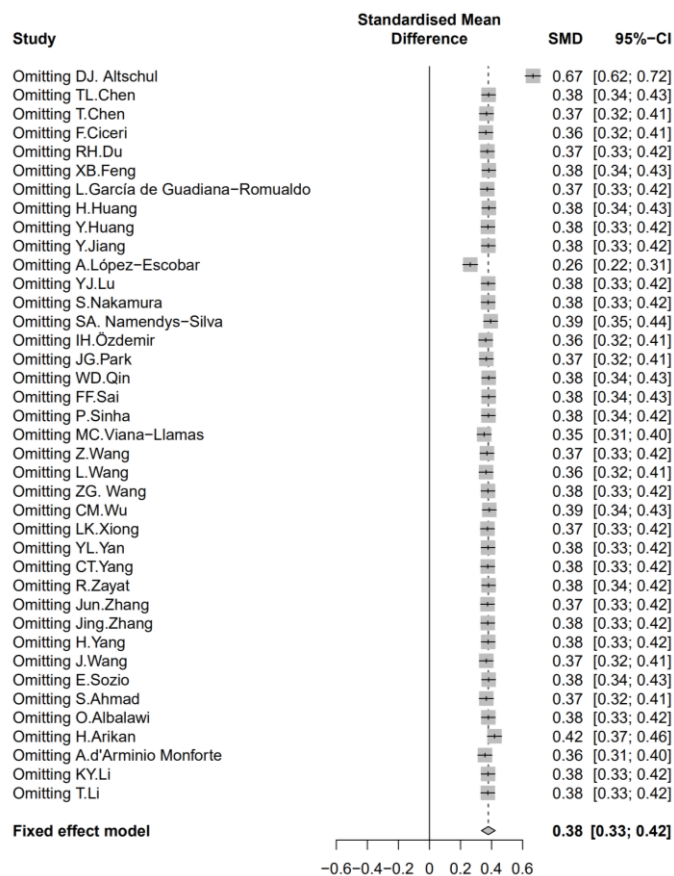 Standardised Mean
Study Difference SMD 95%−CI
Omitting DJ. Altschul 0.67 [0.62; 0.72]
Omitting TL.Chen 0.38 [0.34; 0.43]
Omitting T.Chen 0.37 [0.32; 0.41]
Omitting F.Ciceri 0.36 [0.32; 0.41]
Omitting RH.Du 0.37 [0.33; 0.42]
Omitting XB.Feng 0.38 [0.34; 0.43]
Omitting L.García de Guadiana−Romualdo 0.37 [0.33; 0.42]
Omitting H.Huang 0.38 [0.34; 0.43]
Omitting Y.Huang 0.38 [0.33; 0.42]
Omitting Y.Jiang 0.38 [0.33; 0.42]
Omitting A.López−Escobar 0.26 [0.22; 0.31]
Omitting YJ.Lu 0.38 [0.33; 0.42]
Omitting S.Nakamura 0.38 [0.33; 0.42]
Omitting SA. Namendys−Silva 0.39 [0.35; 0.44]
Omitting IH.Özdemir 0.36 [0.32; 0.41]
Omitting JG.Park 0.37 [0.32; 0.41]
Omitting WD.Qin 0.38 [0.34; 0.43]
Omitting FF.Sai 0.38 [0.34; 0.43]
Omitting P.Sinha 0.38 [0.34; 0.42]
Omitting MC.Viana−Llamas 0.35 [0.31; 0.40]
Omitting Z.Wang 0.37 [0.33; 0.42]
Omitting L.Wang 0.36 [0.32; 0.41]
Omitting ZG. Wang 0.38 [0.33; 0.42]
Omitting CM.Wu 0.39 [0.34; 0.43]
Omitting LK.Xiong 0.37 [0.33; 0.42]
Omitting YL.Yan 0.38 [0.33; 0.42]
Omitting CT.Yang 0.38 [0.33; 0.42]
Omitting R.Zayat 0.38 [0.34; 0.42]
Omitting Jun.Zhang 0.37 [0.33; 0.42]
Omitting Jing.Zhang 0.38 [0.33; 0.42]
Omitting H.Yang 0.38 [0.33; 0.42]
Omitting J.Wang 0.37 [0.32; 0.41]
Omitting E.Sozio 0.38 [0.34; 0.43]
Omitting S.Ahmad 0.37 [0.32; 0.41]
Omitting O.Albalawi 0.38 [0.33; 0.42]
Omitting H.Arikan 0.42 [0.37; 0.46]
Omitting A.d'Arminio Monforte 0.36 [0.31; 0.40]
Omitting KY.Li 0.38 [0.33; 0.42]
Omitting T.Li 0.38 [0.33; 0.42]
Fixed effect model 0.38 [0.33; 0.42]
−0.6−0.4−0.2 0 0.2 0.4 0.6